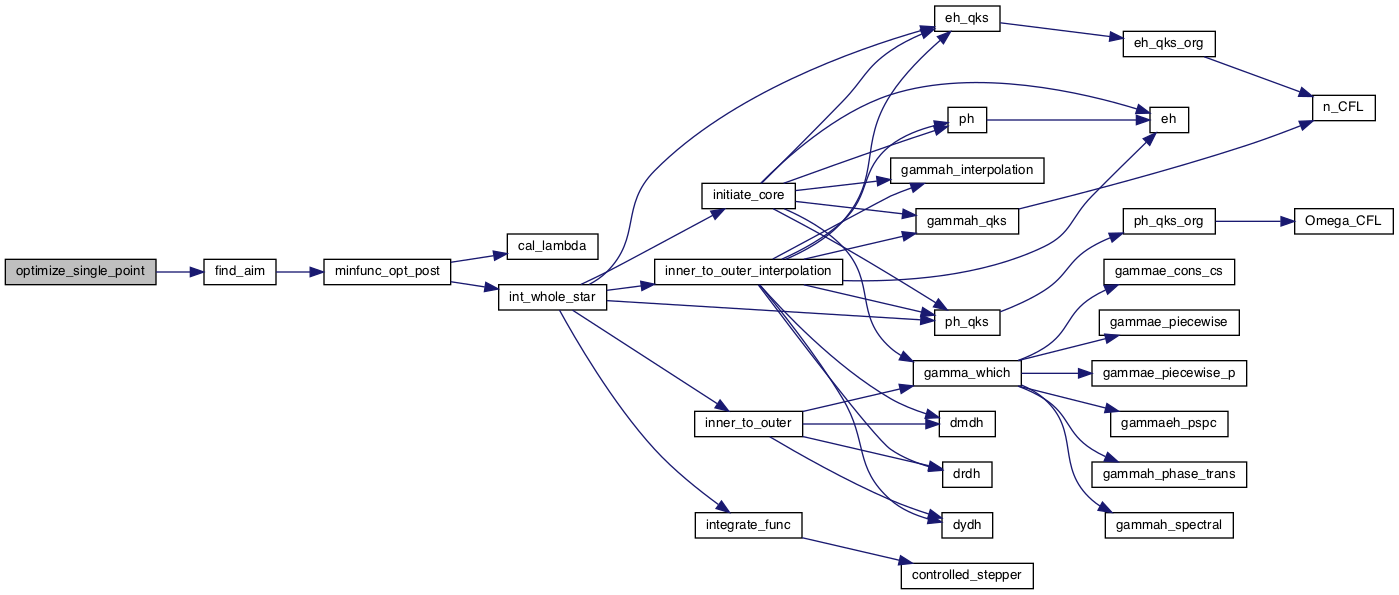 eh_qks
eh_qks_org
n_CFL
ph
eh
gammah_interpolation
initiate_core
gammah_qks
ph_qks_org
Omega_CFL
cal_lambda
optimize_single_point
find_aim
minfunc_opt_post
inner_to_outer_interpolation
gammae_cons_cs
int_whole_star
ph_qks
gammae_piecewise
gamma_which
gammae_piecewise_p
inner_to_outer
dmdh
gammaeh_pspc
drdh
gammah_phase_trans
integrate_func
dydh
gammah_spectral
controlled_stepper